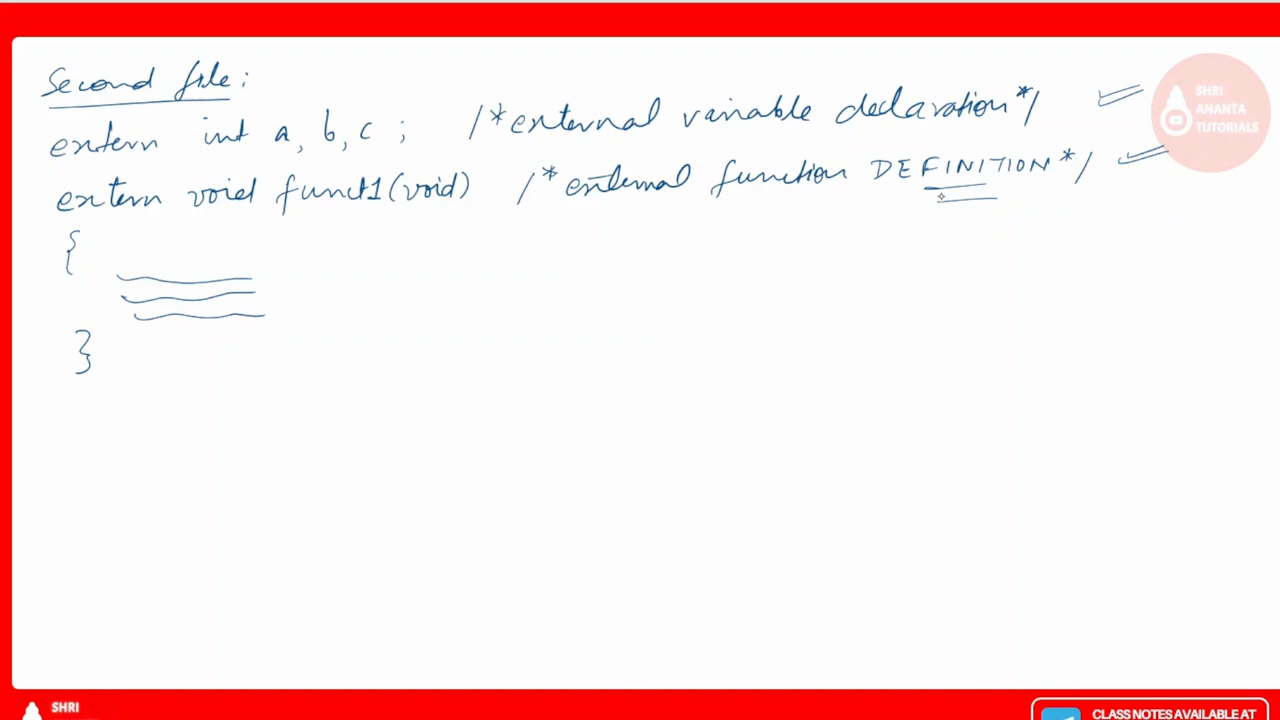 Second file:
extern int a, b, c ; /*external variable declaration*/
extern void funct1(void) /*external function DEFINITION*/
{
}
SHRI
ANANTA
TUTORIALS
SHRI
CLASS NOTES AVAILABLE AT